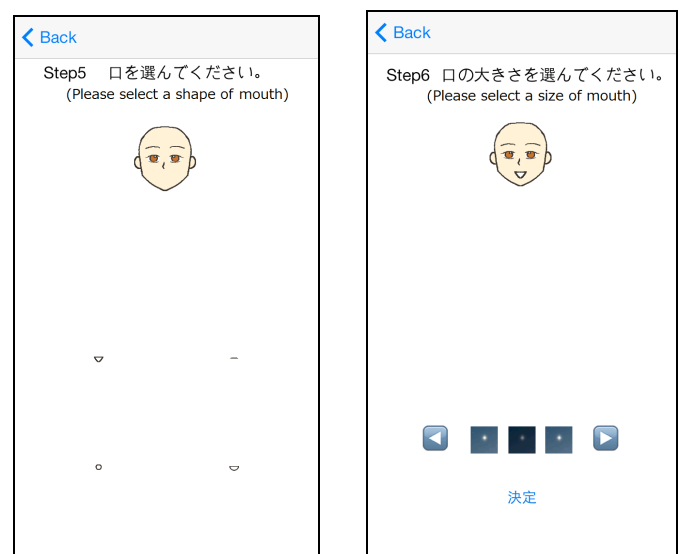 Back
Step5 口を選んでください。
(Please select a shape of mouth)
Back
Step6 口の大きさを選んでください。
(Please select a size of mouth)
決定